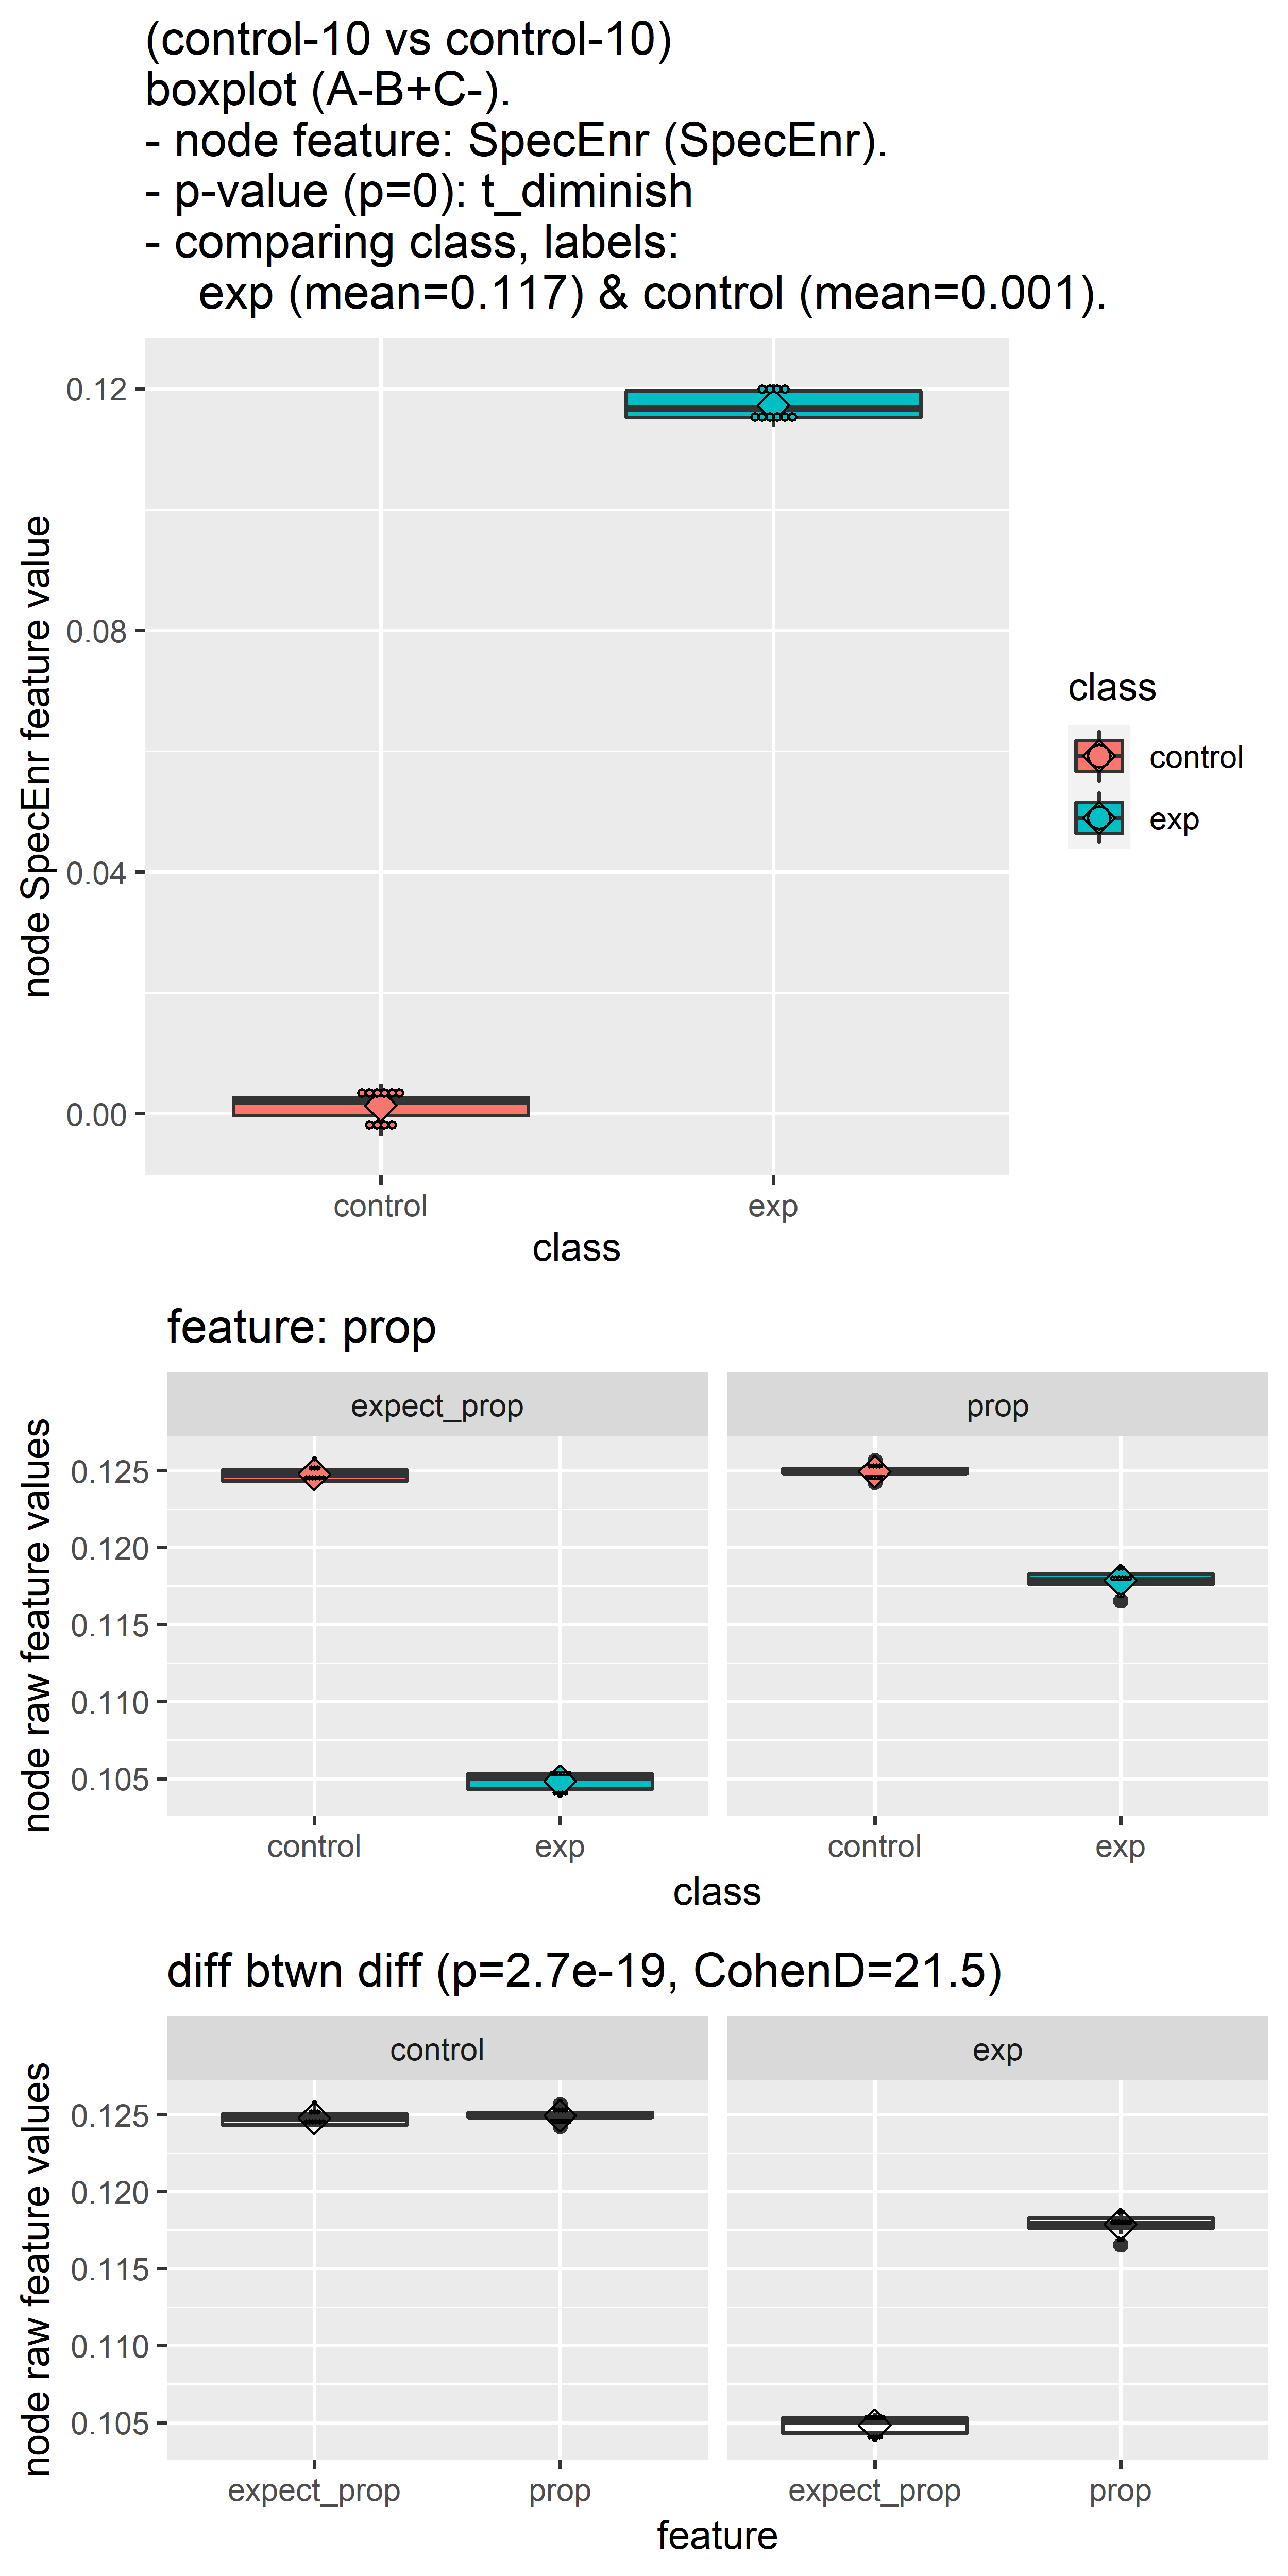 (control-10 vs control-10)
boxplot (A-B+C-).
- node feature: SpecEnr (SpecEnr).
- p-value (p=0): t_diminish
- comparing class, labels:
exp (mean=0.117) & control (mean=0.001).
node SpecEnr feature value
0.12
0.08
0.04
0.00
control
exp
class
class
control
exp
feature: prop
node raw feature values
expect_prop
prop
0.125
0.120
0.115
0.110
0.105
control
exp
control
exp
class
diff btwn diff (p=2.7e-19, CohenD=21.5)
node raw feature values
control
exp
0.125
0.120
0.115
0.110
0.105
expect_prop
prop
expect_prop
prop
feature